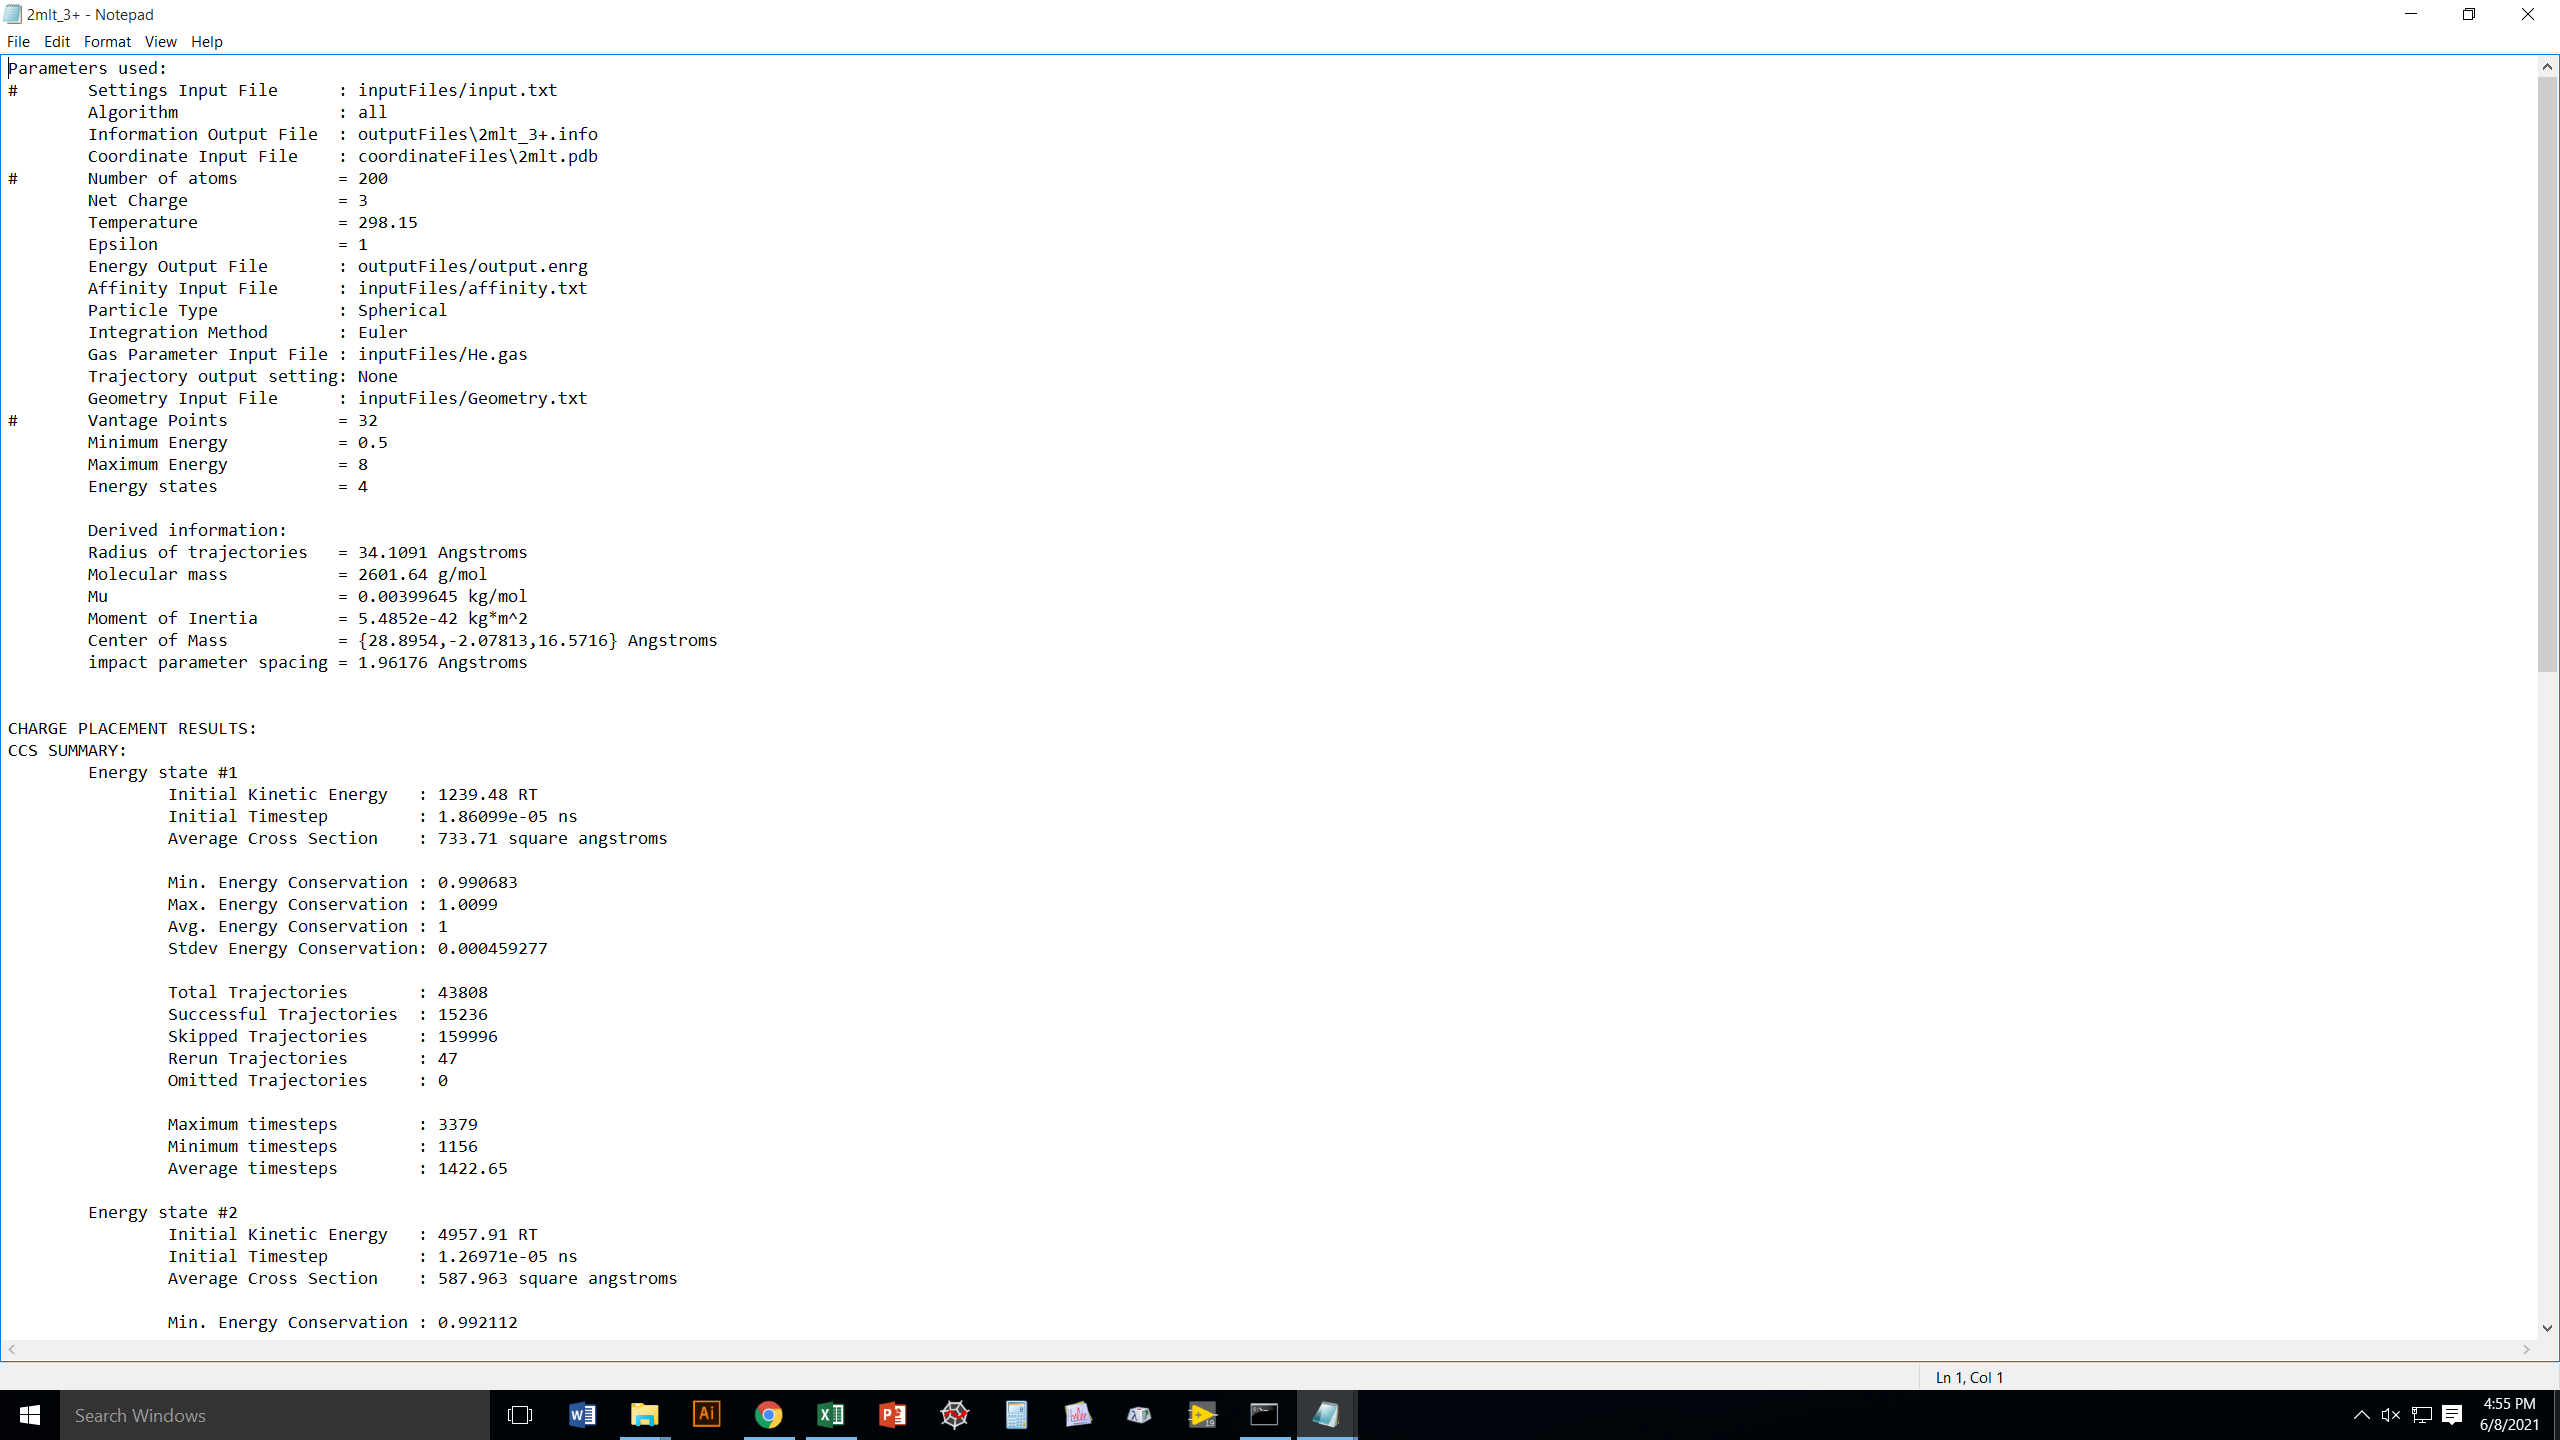 2mlt_3+ - Notepad
File Edit Format View Help
Parameters used:
# Settings Input File : inputFiles/input.txt
Algorithm : all
Information Output File : outputFiles\2mlt_3+.info
Coordinate Input File : coordinateFiles\2mlt.pdb
# Number of atoms = 200
Net Charge = 3
Temperature = 298.15
Epsilon = 1
Energy Output File : outputFiles/output.enrg
Affinity Input File : inputFiles/affinity.txt
Particle Type : Spherical
Integration Method : Euler
Gas Parameter Input File : inputFiles/He.gas
Trajectory output setting: None
Geometry Input File : inputFiles/Geometry.txt
# Vantage Points = 32
Minimum Energy = 0.5
Maximum Energy = 8
Energy states = 4
Derived information:
Radius of trajectories = 34.1091 Angstroms
Molecular mass = 2601.64 g/mol
Mu = 0.00399645 kg/mol
Moment of Inertia = 5.4852e-42 kg*m^2
Center of Mass = {28.8954,-2.07813,16.5716} Angstroms
impact parameter spacing = 1.96176 Angstroms
CHARGE PLACEMENT RESULTS:
CCS SUMMARY:
Energy state #1
Initial Kinetic Energy : 1239.48 RT
Initial Timestep : 1.86099e-05 ns
Average Cross Section : 733.71 square angstroms
Min. Energy Conservation : 0.990683
Max. Energy Conservation : 1.0099
Avg. Energy Conservation : 1
Stdev Energy Conservation: 0.000459277
Total Trajectories : 43808
Successful Trajectories : 15236
Skipped Trajectories : 159996
Rerun Trajectories : 47
Omitted Trajectories : 0
Maximum timesteps : 3379
Minimum timesteps : 1156
Average timesteps : 1422.65
Energy state #2
Initial Kinetic Energy : 4957.91 RT
Initial Timestep : 1.26971e-05 ns
Average Cross Section : 587.963 square angstroms
Min. Energy Conservation : 0.992112
Ln 1, Col 1
Search Windows
Ai
19
4:55 PM
6/8/2021